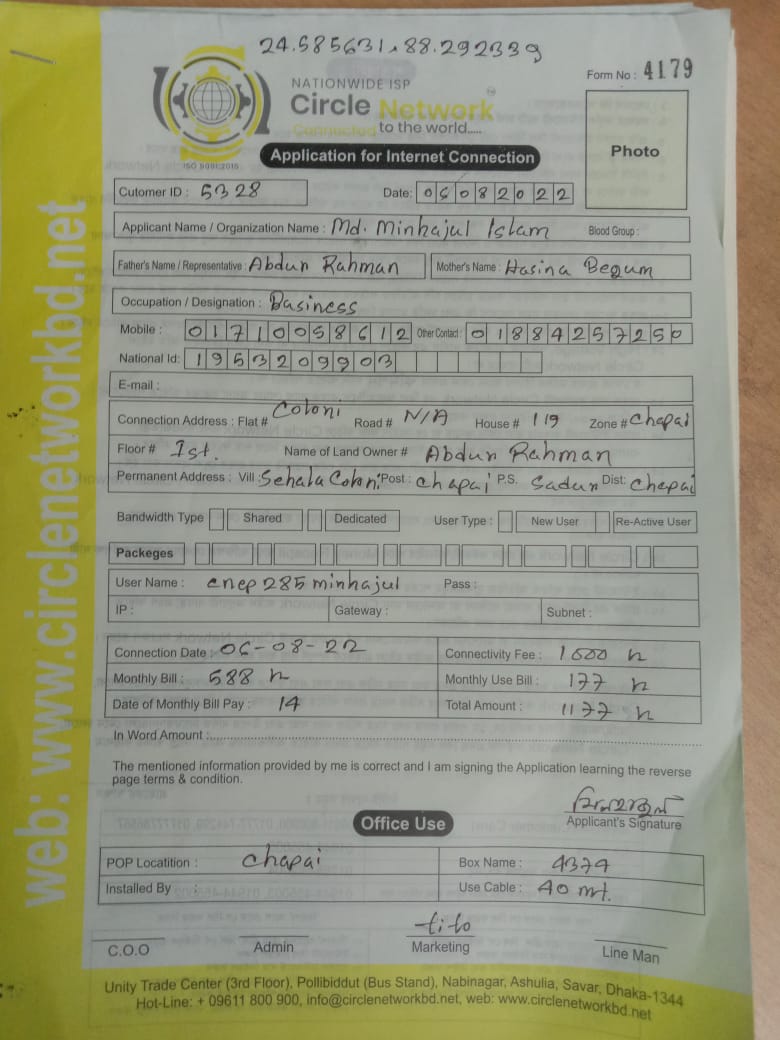 24.585631, 88.292339
NATIONWIDE ISP
Circle Network
Connected to the world.....
ISO 9001:2015
Form No : 4179
Photo
Application for Internet Connection
Cutomer ID : 5328 Date: 06082022
Applicant Name / Organization Name : Md. Minhajul Islam Blood Group :
Father's Name / Representative : Abdur Rahman Mother's Name : Hasina Begum
Occupation / Designation : Business
Mobile : 01710058612 Other Contact : 01884257250
National Id: 1953209903
E-mail :
Connection Address : Flat # Coloni Road # N/A House # 119 Zone # Chapai
Floor # 1st. Name of Land Owner # Abdur Rahman
Permanent Address : Vill : Sehala Coloni Post : Chapai P.S. Sadur Dist: Chapai
Bandwidth Type Shared Dedicated User Type : New User Re-Active User
Packeges
User Name : cnep285minhajul Pass :
IP : Gateway : Subnet :
Connection Date : 06-08-22 Connectivity Fee : 1000
Monthly Bill : 588 Monthly Use Bill : 177
Date of Monthly Bill Pay : 14 Total Amount : 1177
In Word Amount :
The mentioned information provided by me is correct and I am signing the Application learning the reverse
page terms & condition.
মিনহাজুল
Applicant's Signature
Office Use
POP Locatition : Chapai Box Name : 4379
Installed By : Use Cable : 40 mt.
tito
C.O.O Admin Marketing Line Man
Unity Trade Center (3rd Floor), Pollibiddut (Bus Stand), Nabinagar, Ashulia, Savar, Dhaka-1344
Hot-Line: + 09611 800 900, info@circlenetworkbd.net, web: www.circlenetworkbd.net
web: www.circlenetworkbd.net